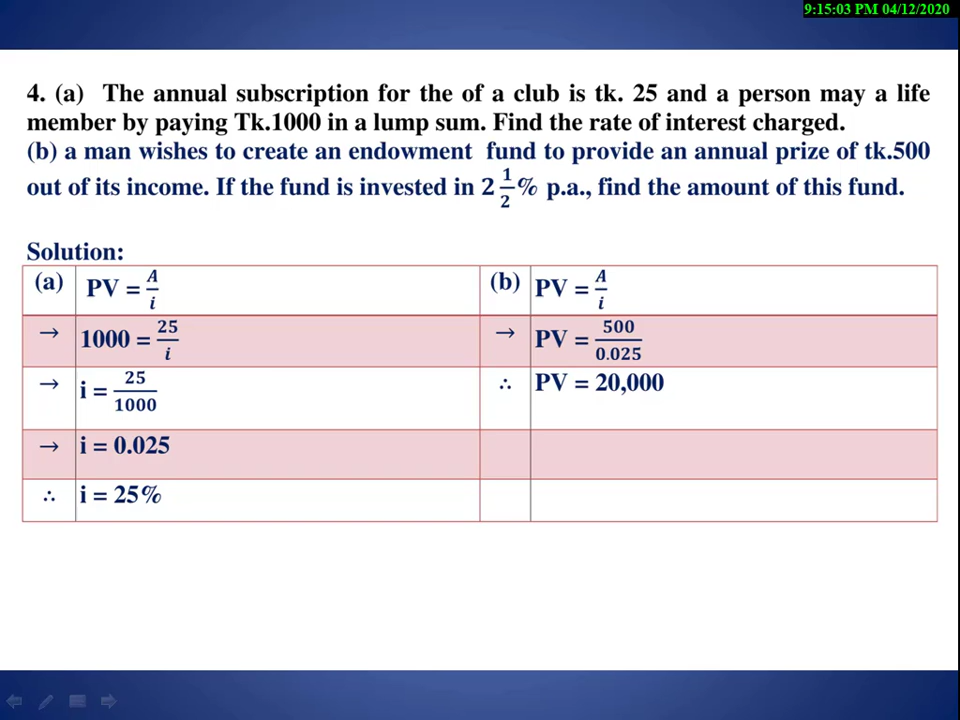 9:15:03 PM 04/12/2020
4. (a) The annual subscription for the of a club is tk. 25 and a person may a life
member by paying Tk.1000 in a lump sum. Find the rate of interest charged.
(b) a man wishes to create an endowment fund to provide an annual prize of tk.500
out of its income. If the fund is invested in 2 1/2 % p.a., find the amount of this fund.
Solution:
(a) PV = A/i (b) PV = A/i
→ 1000 = 25/i → PV = 500/0.025
→ i = 25/1000 ∴ PV = 20,000
→ i = 0.025
∴ i = 25%